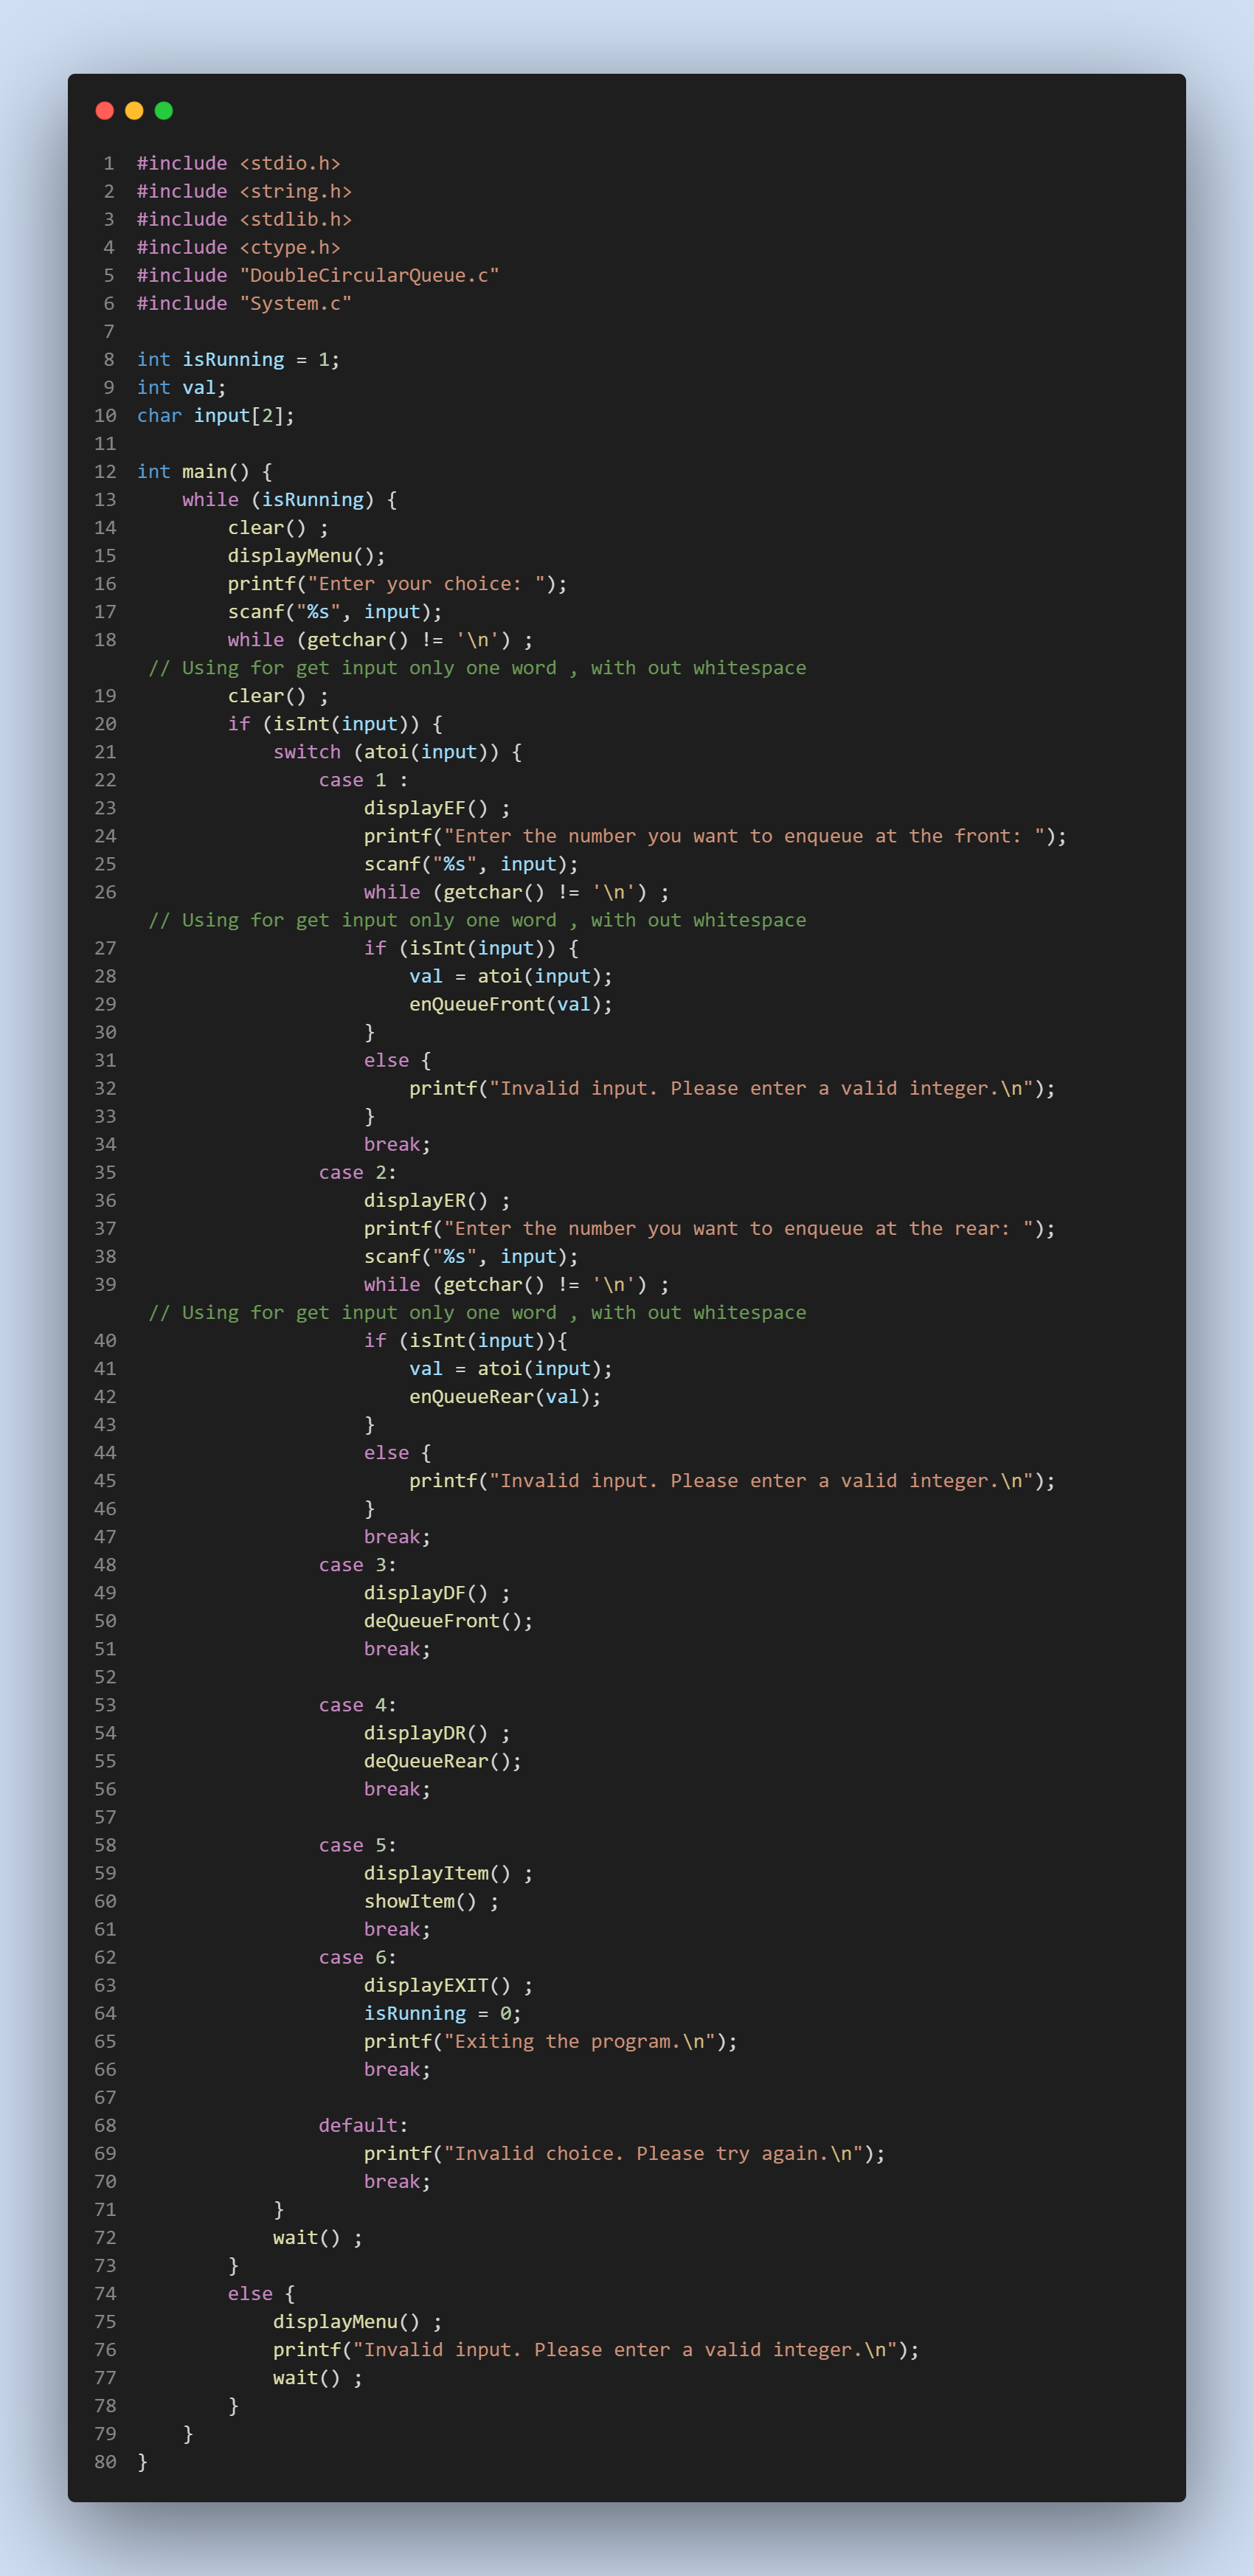 1 #include <stdio.h>
2 #include <string.h>
3 #include <stdlib.h>
4 #include <ctype.h>
5 #include "DoubleCircularQueue.c"
6 #include "System.c"
7
8 int isRunning = 1;
9 int val;
10 char input[2];
11
12 int main() {
13     while (isRunning) {
14         clear() ;
15         displayMenu();
16         printf("Enter your choice: ");
17         scanf("%s", input);
18         while (getchar() != '\n') ;
 // Using for get input only one word , with out whitespace
19         clear() ;
20         if (isInt(input)) {
21             switch (atoi(input)) {
22                 case 1 :
23                     displayEF() ;
24                     printf("Enter the number you want to enqueue at the front: ");
25                     scanf("%s", input);
26                     while (getchar() != '\n') ;
 // Using for get input only one word , with out whitespace
27                     if (isInt(input)) {
28                         val = atoi(input);
29                         enQueueFront(val);
30                     }
31                     else {
32                         printf("Invalid input. Please enter a valid integer.\n");
33                     }
34                     break;
35                 case 2:
36                     displayER() ;
37                     printf("Enter the number you want to enqueue at the rear: ");
38                     scanf("%s", input);
39                     while (getchar() != '\n') ;
 // Using for get input only one word , with out whitespace
40                     if (isInt(input)){
41                         val = atoi(input);
42                         enQueueRear(val);
43                     }
44                     else {
45                         printf("Invalid input. Please enter a valid integer.\n");
46                     }
47                     break;
48                 case 3:
49                     displayDF() ;
50                     deQueueFront();
51                     break;
52
53                 case 4:
54                     displayDR() ;
55                     deQueueRear();
56                     break;
57
58                 case 5:
59                     displayItem() ;
60                     showItem() ;
61                     break;
62                 case 6:
63                     displayEXIT() ;
64                     isRunning = 0;
65                     printf("Exiting the program.\n");
66                     break;
67
68                 default:
69                     printf("Invalid choice. Please try again.\n");
70                     break;
71             }
72             wait() ;
73         }
74         else {
75             displayMenu() ;
76             printf("Invalid input. Please enter a valid integer.\n");
77             wait() ;
78         }
79     }
80 }